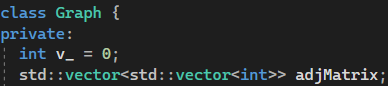 class Graph {
private:
  int v_ = 0;
  std::vector<std::vector<int>> adjMatrix;